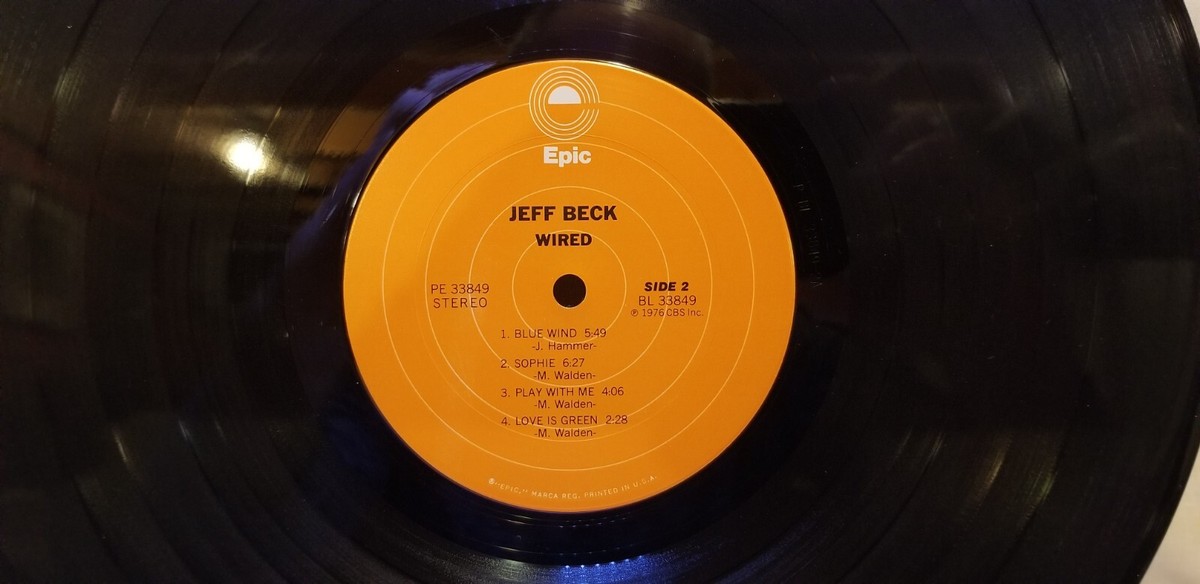 Epic
JEFF BECK
WIRED
PE 33849
STEREO
SIDE 2
BL 33849
℗ 1976 CBS Inc.
1. BLUE WIND 5:49
-J. Hammer-
2. SOPHIE 6:27
-M. Walden-
3. PLAY WITH ME 4:06
-M. Walden-
4. LOVE IS GREEN 2:28
-M. Walden-
®"EPIC," MARCA REG. PRINTED IN U.S.A.